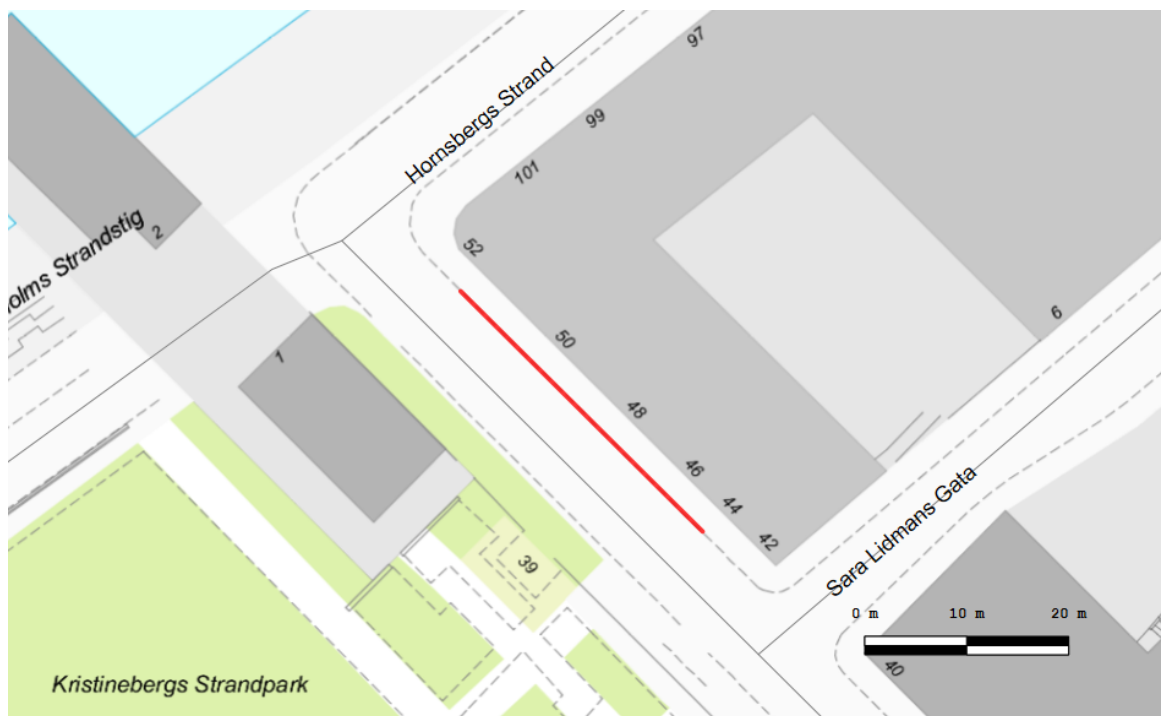 97
Hornsbergs Strand
99
101
2
olms Strandstig
52
6
50
1
48
46
44
42
Sara Lidmans Gata
39
0 m 10 m 20 m
40
Kristinebergs Strandpark